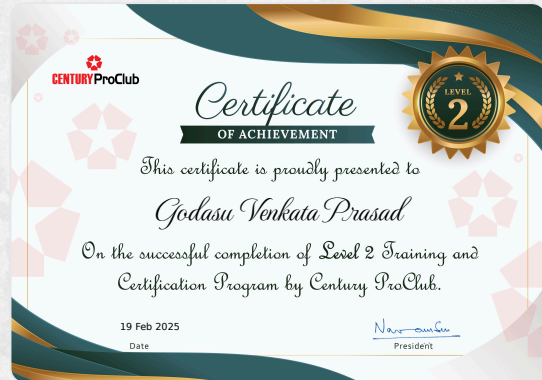 CENTURY ProClub
Certificate
OF ACHIEVEMENT
LEVEL
2
This certificate is proudly presented to
Godasu Venkata Prasad
On the successful completion of Level 2 Training and
Certification Program by Century ProClub.
19 Feb 2025
Date
President